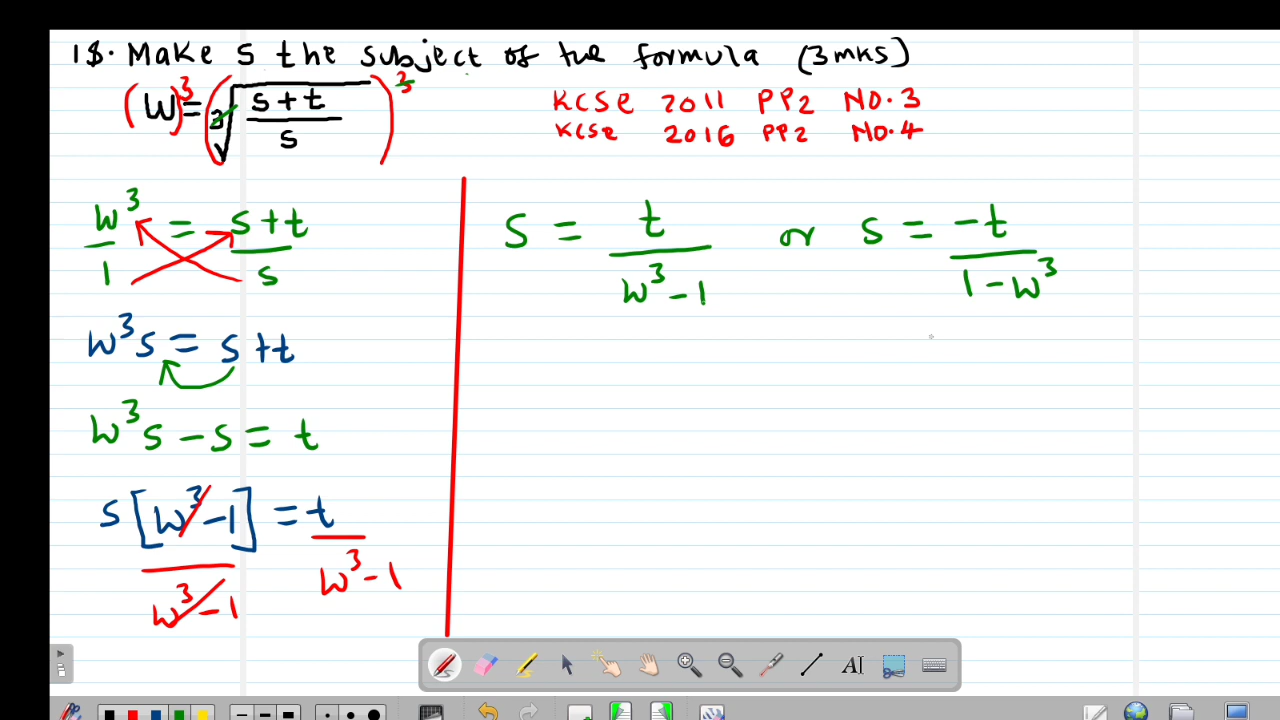 18. Make s the subject of the formula (3mks)
(W)³ = (∛((s+t)/s))³
KCSE 2011 PP2 NO.3
KCSE 2016 PP2 NO.4
w³/1 = (s+t)/s
w³s = s+t
w³s - s = t
s[w³-1]/(w³-1) = t/(w³-1)
S = t/(w³-1) or s = -t/(1-w³)
AI